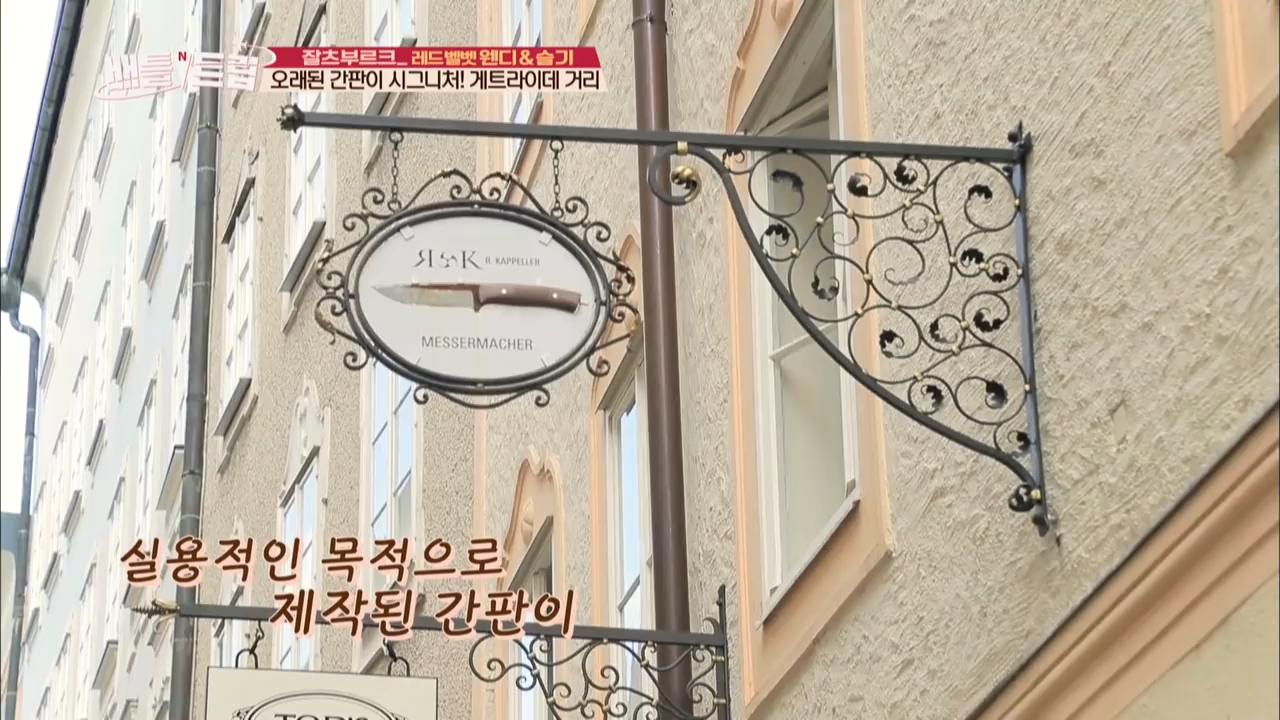 배틀트립
잘츠부르크_레드벨벳 웬디&슬기
오래된 간판이 시그니처! 게트라이데 거리
ЯK R. KAPPELLER
MESSERMACHER
실용적인 목적으로
제작된 간판이
TOD'S